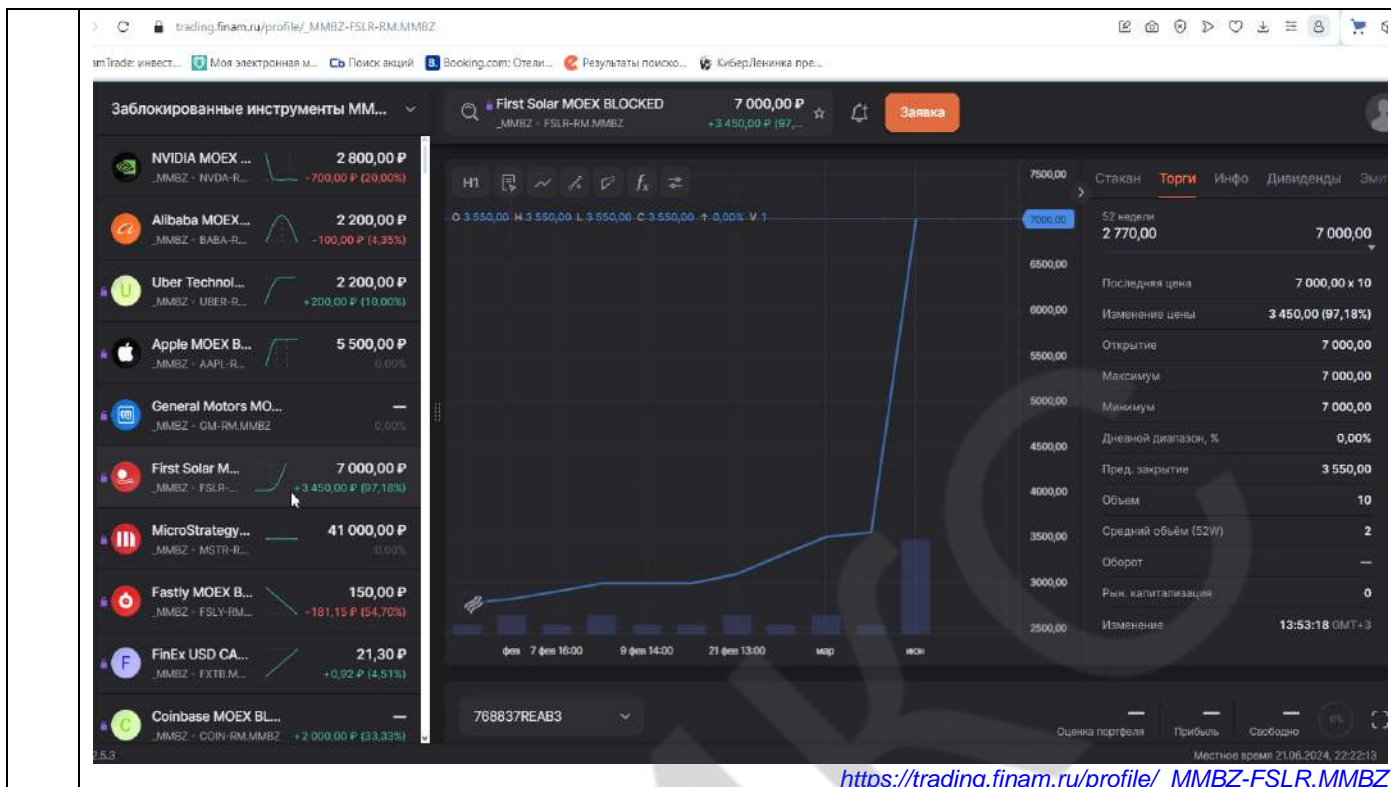 trading.finam.ru/profile/_MMBZ-FSLR-RM.MMBZ
amTrade: инвест... Моя электронная м... Сb Поиск акций B. Booking.com: Отели... Результаты поиско... КиберЛенинка пре...
Заблокированные инструменты ММ...
First Solar MOEX BLOCKED 7 000,00 ₽
_MMBZ - FSLR-RM.MMBZ +3 450,00 ₽ (97,...
Заявка
NVIDIA MOEX ... 2 800,00 ₽
_MMBZ - NVDA-R... -700,00 ₽ (20,00%)
Alibaba MOEX... 2 200,00 ₽
_MMBZ - BABA-R... -100,00 ₽ (4,35%)
U
Uber Technol... 2 200,00 ₽
_MMBZ - UBER-R... +200,00 ₽ (10,00%)
Apple MOEX B... 5 500,00 ₽
_MMBZ - AAPL-R... 0,00%
gm
General Motors MO... —
_MMBZ - GM-RM.MMBZ 0,00%
First Solar M... 7 000,00 ₽
_MMBZ - FSLR-... +3 450,00 ₽ (97,18%)
MicroStrategy... 41 000,00 ₽
_MMBZ - MSTR-R... 0,00%
Fastly MOEX B... 150,00 ₽
_MMBZ - FSLY-RM... -181,15 ₽ (54,70%)
F
FinEx USD CA... 21,30 ₽
_MMBZ - FXTB.M... +0,92 ₽ (4,51%)
C
Coinbase MOEX BL... —
_MMBZ - COIN-RM.MMBZ +2 000,00 ₽ (33,33%)
2.5.3
H1 fx
O 3 550,00 H 3 550,00 L 3 550,00 C 3 550,00 ↑ 0,00% V 1
7500,00
7000,00
6500,00
6000,00
5500,00
5000,00
4500,00
4000,00
3500,00
3000,00
2500,00
фев 7 фев 16:00 9 фев 14:00 21 фев 13:00 мар июн
Стакан Торги Инфо Дивиденды Эмит
52 недели
2 770,00 7 000,00
Последняя цена 7 000,00 x 10
Изменение цены 3 450,00 (97,18%)
Открытие 7 000,00
Максимум 7 000,00
Минимум 7 000,00
Дневной диапазон, % 0,00%
Пред. закрытие 3 550,00
Объем 10
Средний объём (52W) 2
Оборот —
Рын. капитализация 0
Изменение 13:53:18 GMT+3
768837REAB3
Оценка портфеля Прибыль Свободно
Местное время 21.06.2024, 22:22:13
https://trading.finam.ru/profile/_MMBZ-FSLR.MMBZ